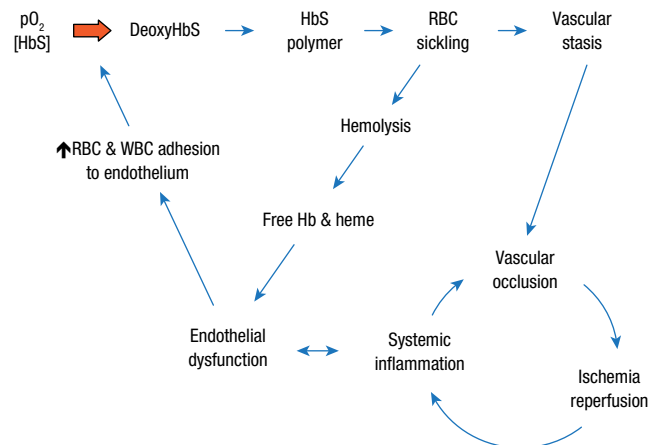 pO2
[HbS]
DeoxyHbS
HbS
polymer
RBC
sickling
Vascular
stasis
Hemolysis
↑RBC & WBC adhesion
to endothelium
Free Hb & heme
Vascular
occlusion
Endothelial
dysfunction
Systemic
inflammation
Ischemia
reperfusion